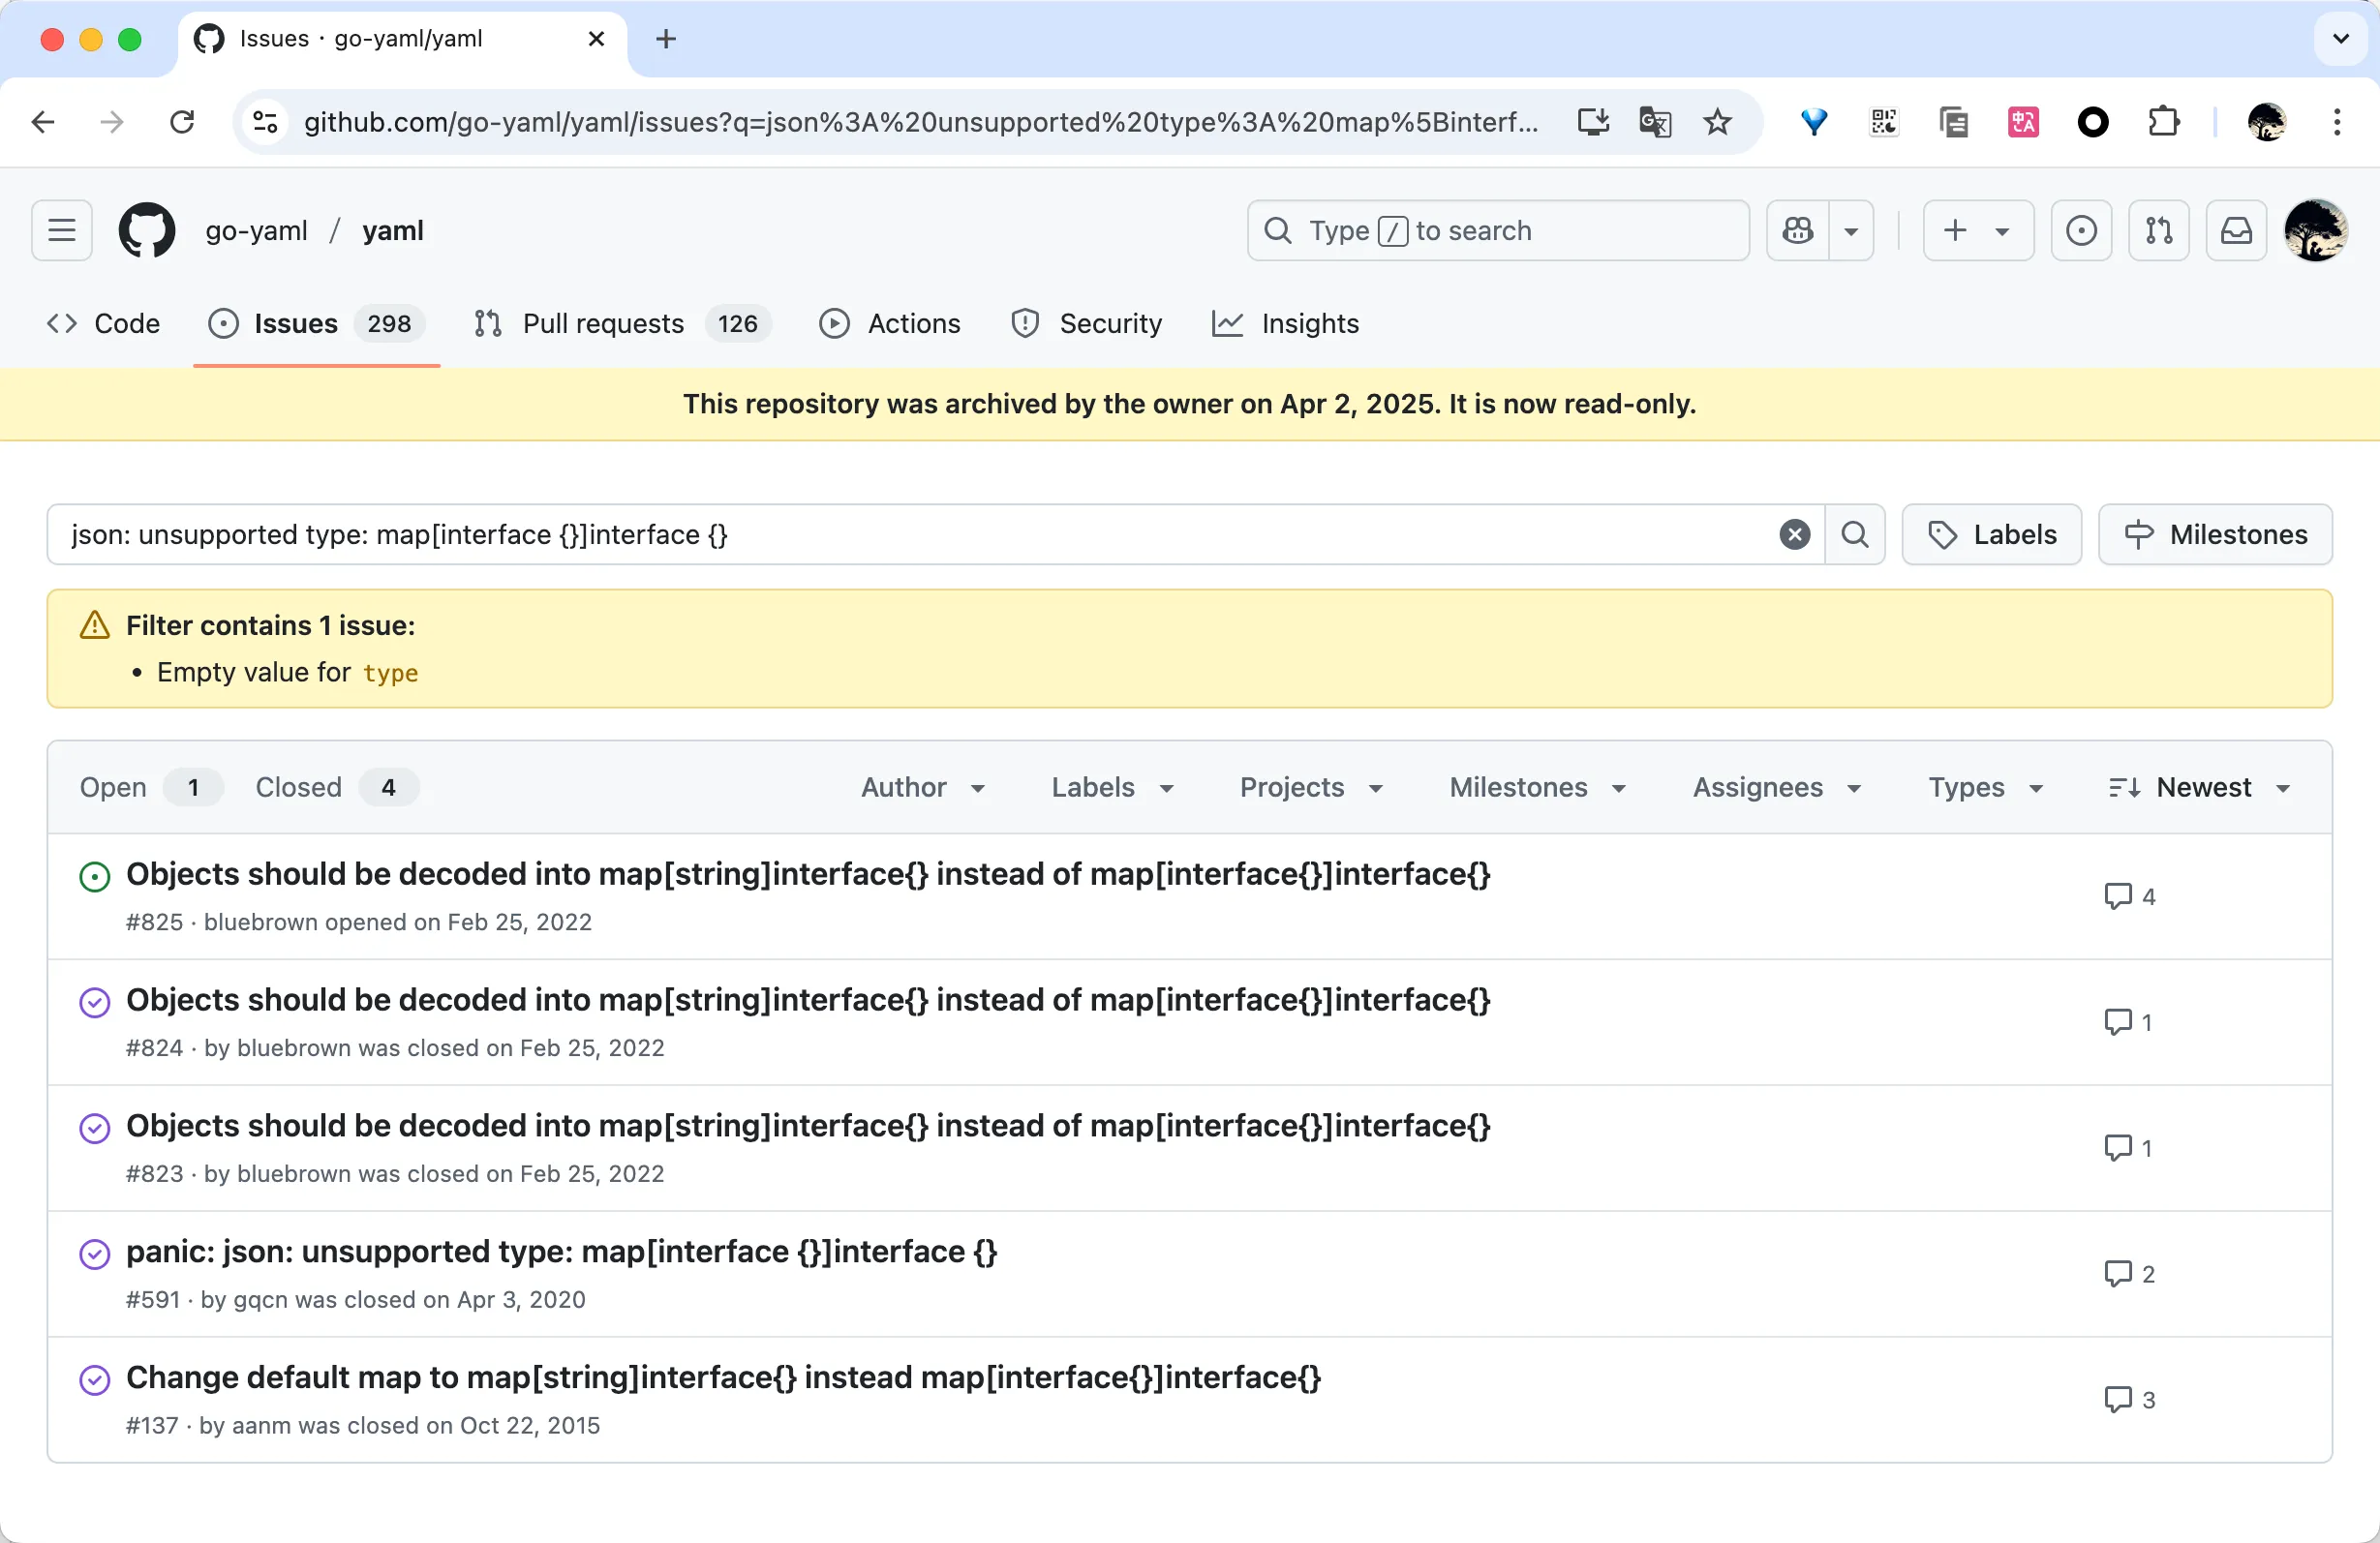 Issues · go-yaml/yaml
github.com/go-yaml/yaml/issues?q=json%3A%20unsupported%20type%3A%20map%5Binterf...
go-yaml / yaml
Type / to search
Code
Issues 298
Pull requests 126
Actions
Security
Insights
This repository was archived by the owner on Apr 2, 2025. It is now read-only.
json: unsupported type: map[interface {}]interface {}
Labels
Milestones
Filter contains 1 issue:
• Empty value for type
Open 1
Closed 4
Author
Labels
Projects
Milestones
Assignees
Types
Newest
Objects should be decoded into map[string]interface{} instead of map[interface{}]interface{}
#825 · bluebrown opened on Feb 25, 2022
4
Objects should be decoded into map[string]interface{} instead of map[interface{}]interface{}
#824 · by bluebrown was closed on Feb 25, 2022
1
Objects should be decoded into map[string]interface{} instead of map[interface{}]interface{}
#823 · by bluebrown was closed on Feb 25, 2022
1
panic: json: unsupported type: map[interface {}]interface {}
#591 · by gqcn was closed on Apr 3, 2020
2
Change default map to map[string]interface{} instead map[interface{}]interface{}
#137 · by aanm was closed on Oct 22, 2015
3